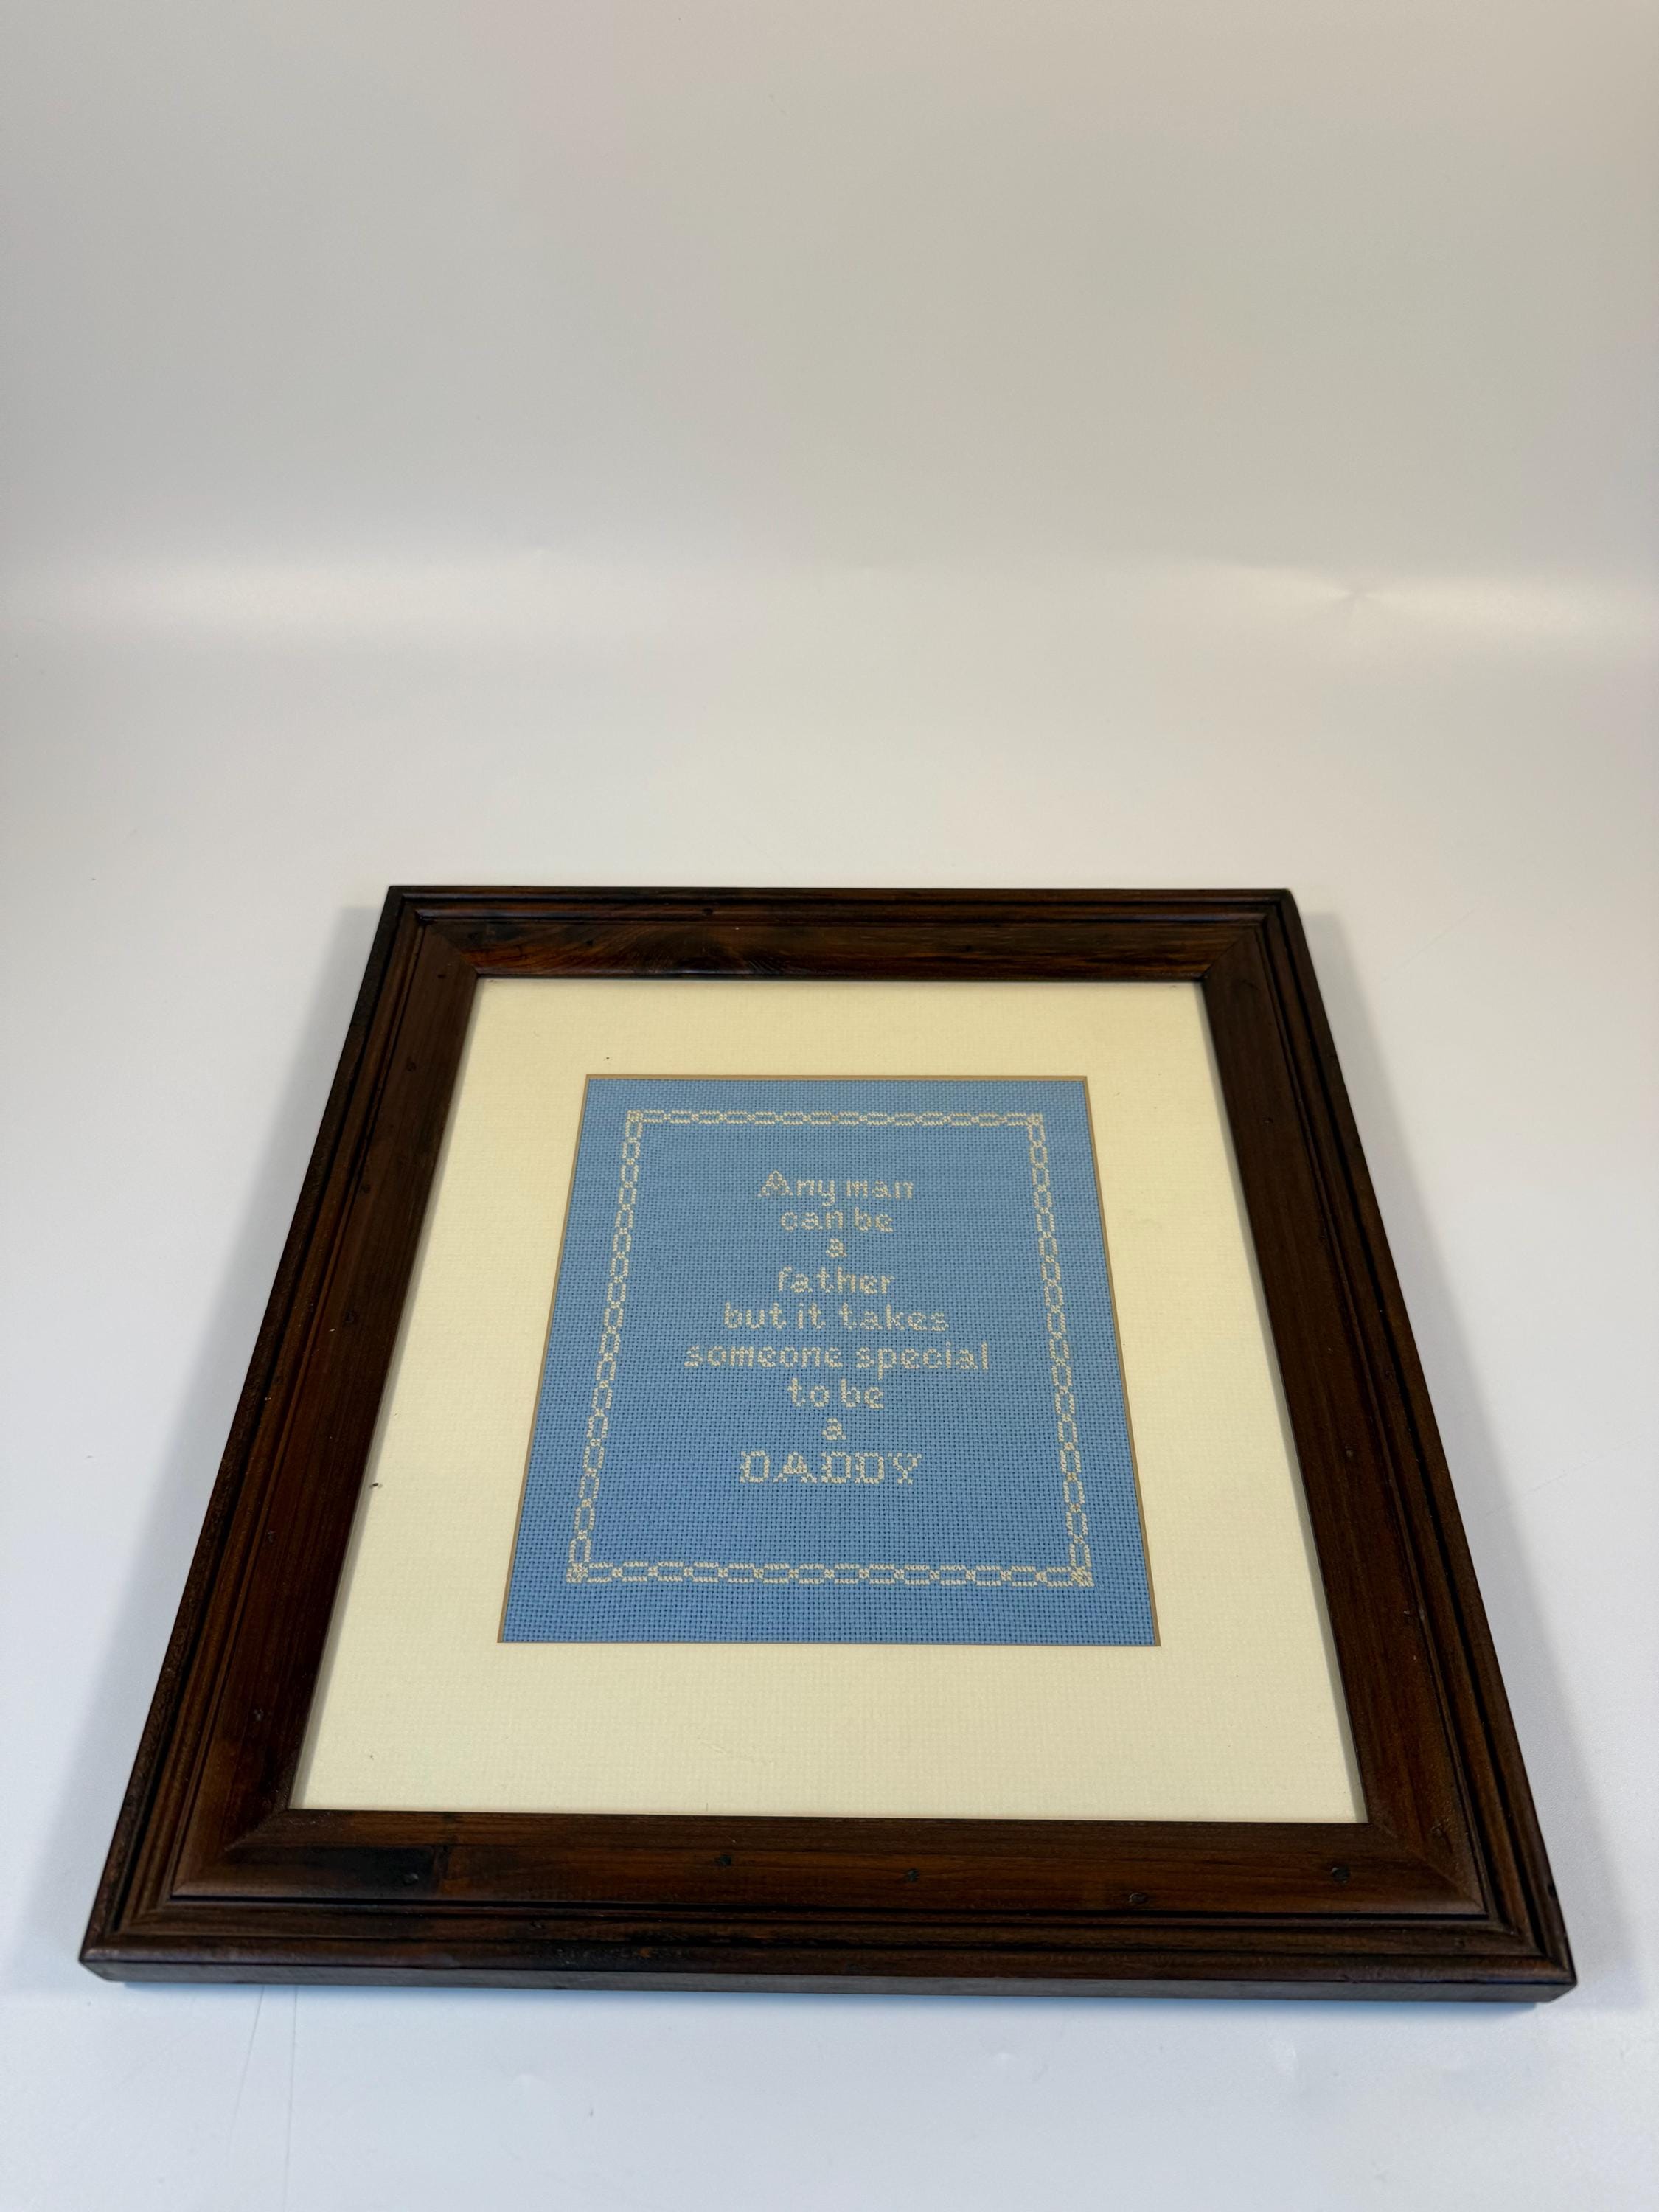 Any man
can be
a
father
but it takes
someone special
to be
a
DADDY